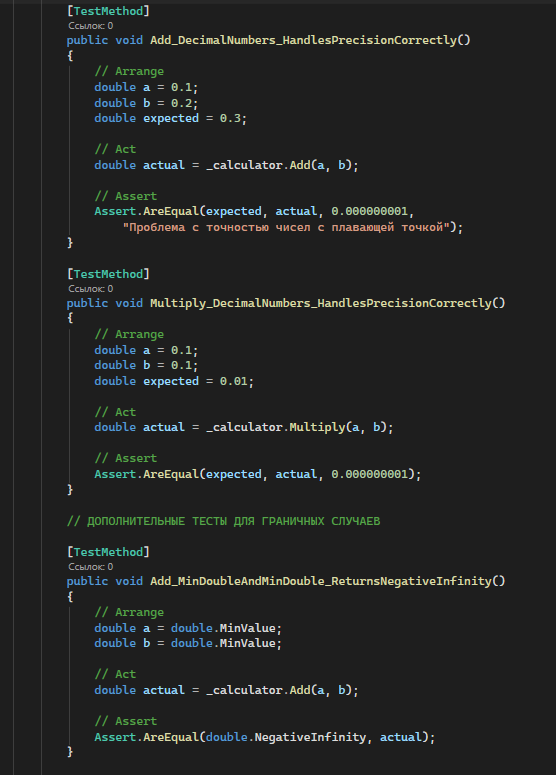 [TestMethod]
Ссылок: 0
public void Add_DecimalNumbers_HandlesPrecisionCorrectly()
{
// Arrange
double a = 0.1;
double b = 0.2;
double expected = 0.3;
// Act
double actual = _calculator.Add(a, b);
// Assert
Assert.AreEqual(expected, actual, 0.000000001,
"Проблема с точностью чисел с плавающей точкой");
}
[TestMethod]
Ссылок: 0
public void Multiply_DecimalNumbers_HandlesPrecisionCorrectly()
{
// Arrange
double a = 0.1;
double b = 0.1;
double expected = 0.01;
// Act
double actual = _calculator.Multiply(a, b);
// Assert
Assert.AreEqual(expected, actual, 0.000000001);
}
// ДОПОЛНИТЕЛЬНЫЕ ТЕСТЫ ДЛЯ ГРАНИЧНЫХ СЛУЧАЕВ
[TestMethod]
Ссылок: 0
public void Add_MinDoubleAndMinDouble_ReturnsNegativeInfinity()
{
// Arrange
double a = double.MinValue;
double b = double.MinValue;
// Act
double actual = _calculator.Add(a, b);
// Assert
Assert.AreEqual(double.NegativeInfinity, actual);
}